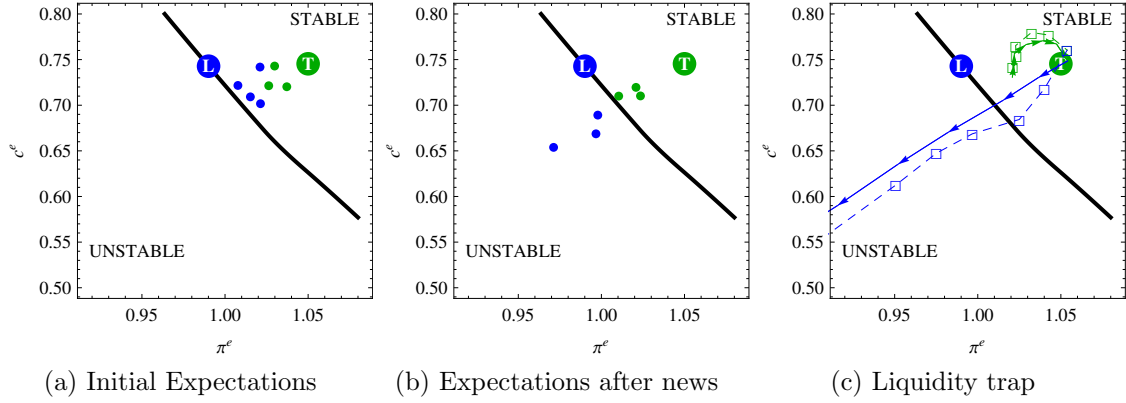 STABLE
STABLE
STABLE
0.80
0.75
0.70
0.65
0.60
0.55
0.50
c^e
L
T
UNSTABLE
0.95
1.00
1.05
π^e
0.80
0.75
0.70
0.65
0.60
0.55
0.50
c^e
L
T
UNSTABLE
0.95
1.00
1.05
π^e
0.80
0.75
0.70
0.65
0.60
0.55
0.50
c^e
L
T
UNSTABLE
0.95
1.00
1.05
π^e
(a) Initial Expectations
(b) Expectations after news
(c) Liquidity trap